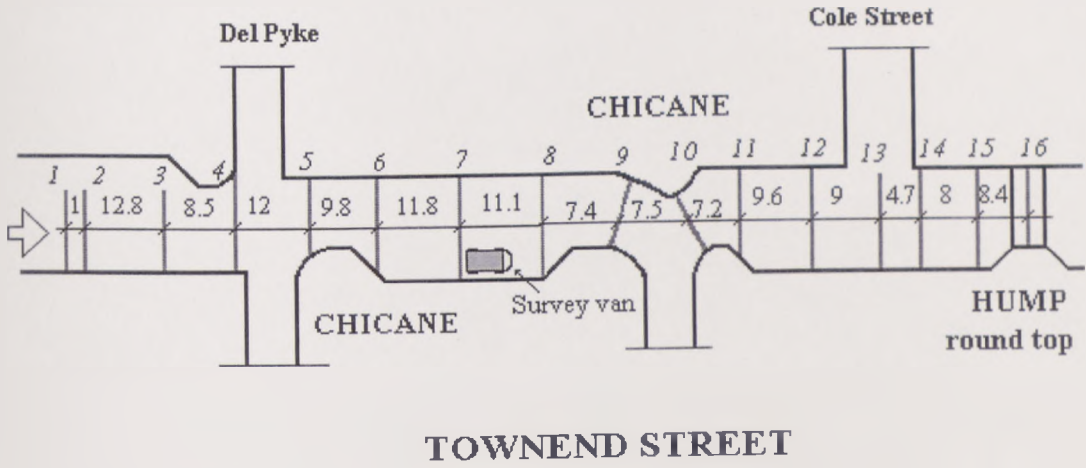 Cole Street
Del Pyke
CHICANE
1 2 3 4 5 6 7 8 9 10 11 12 13 14 15 16
1 12.8 8.5 12 9.8 11.8 11.1 7.4 7.5 7.2 9.6 9 4.7 8 8.4
Survey van
CHICANE
HUMP
round top
TOWNEND STREET